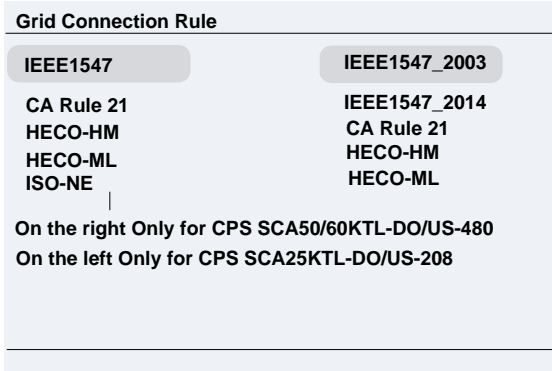 Grid Connection Rule
IEEE1547
CA Rule 21
HECO-HM
HECO-ML
ISO-NE
IEEE1547_2003
IEEE1547_2014
CA Rule 21
HECO-HM
HECO-ML
On the right Only for CPS SCA50/60KTL-DO/US-480
On the left Only for CPS SCA25KTL-DO/US-208